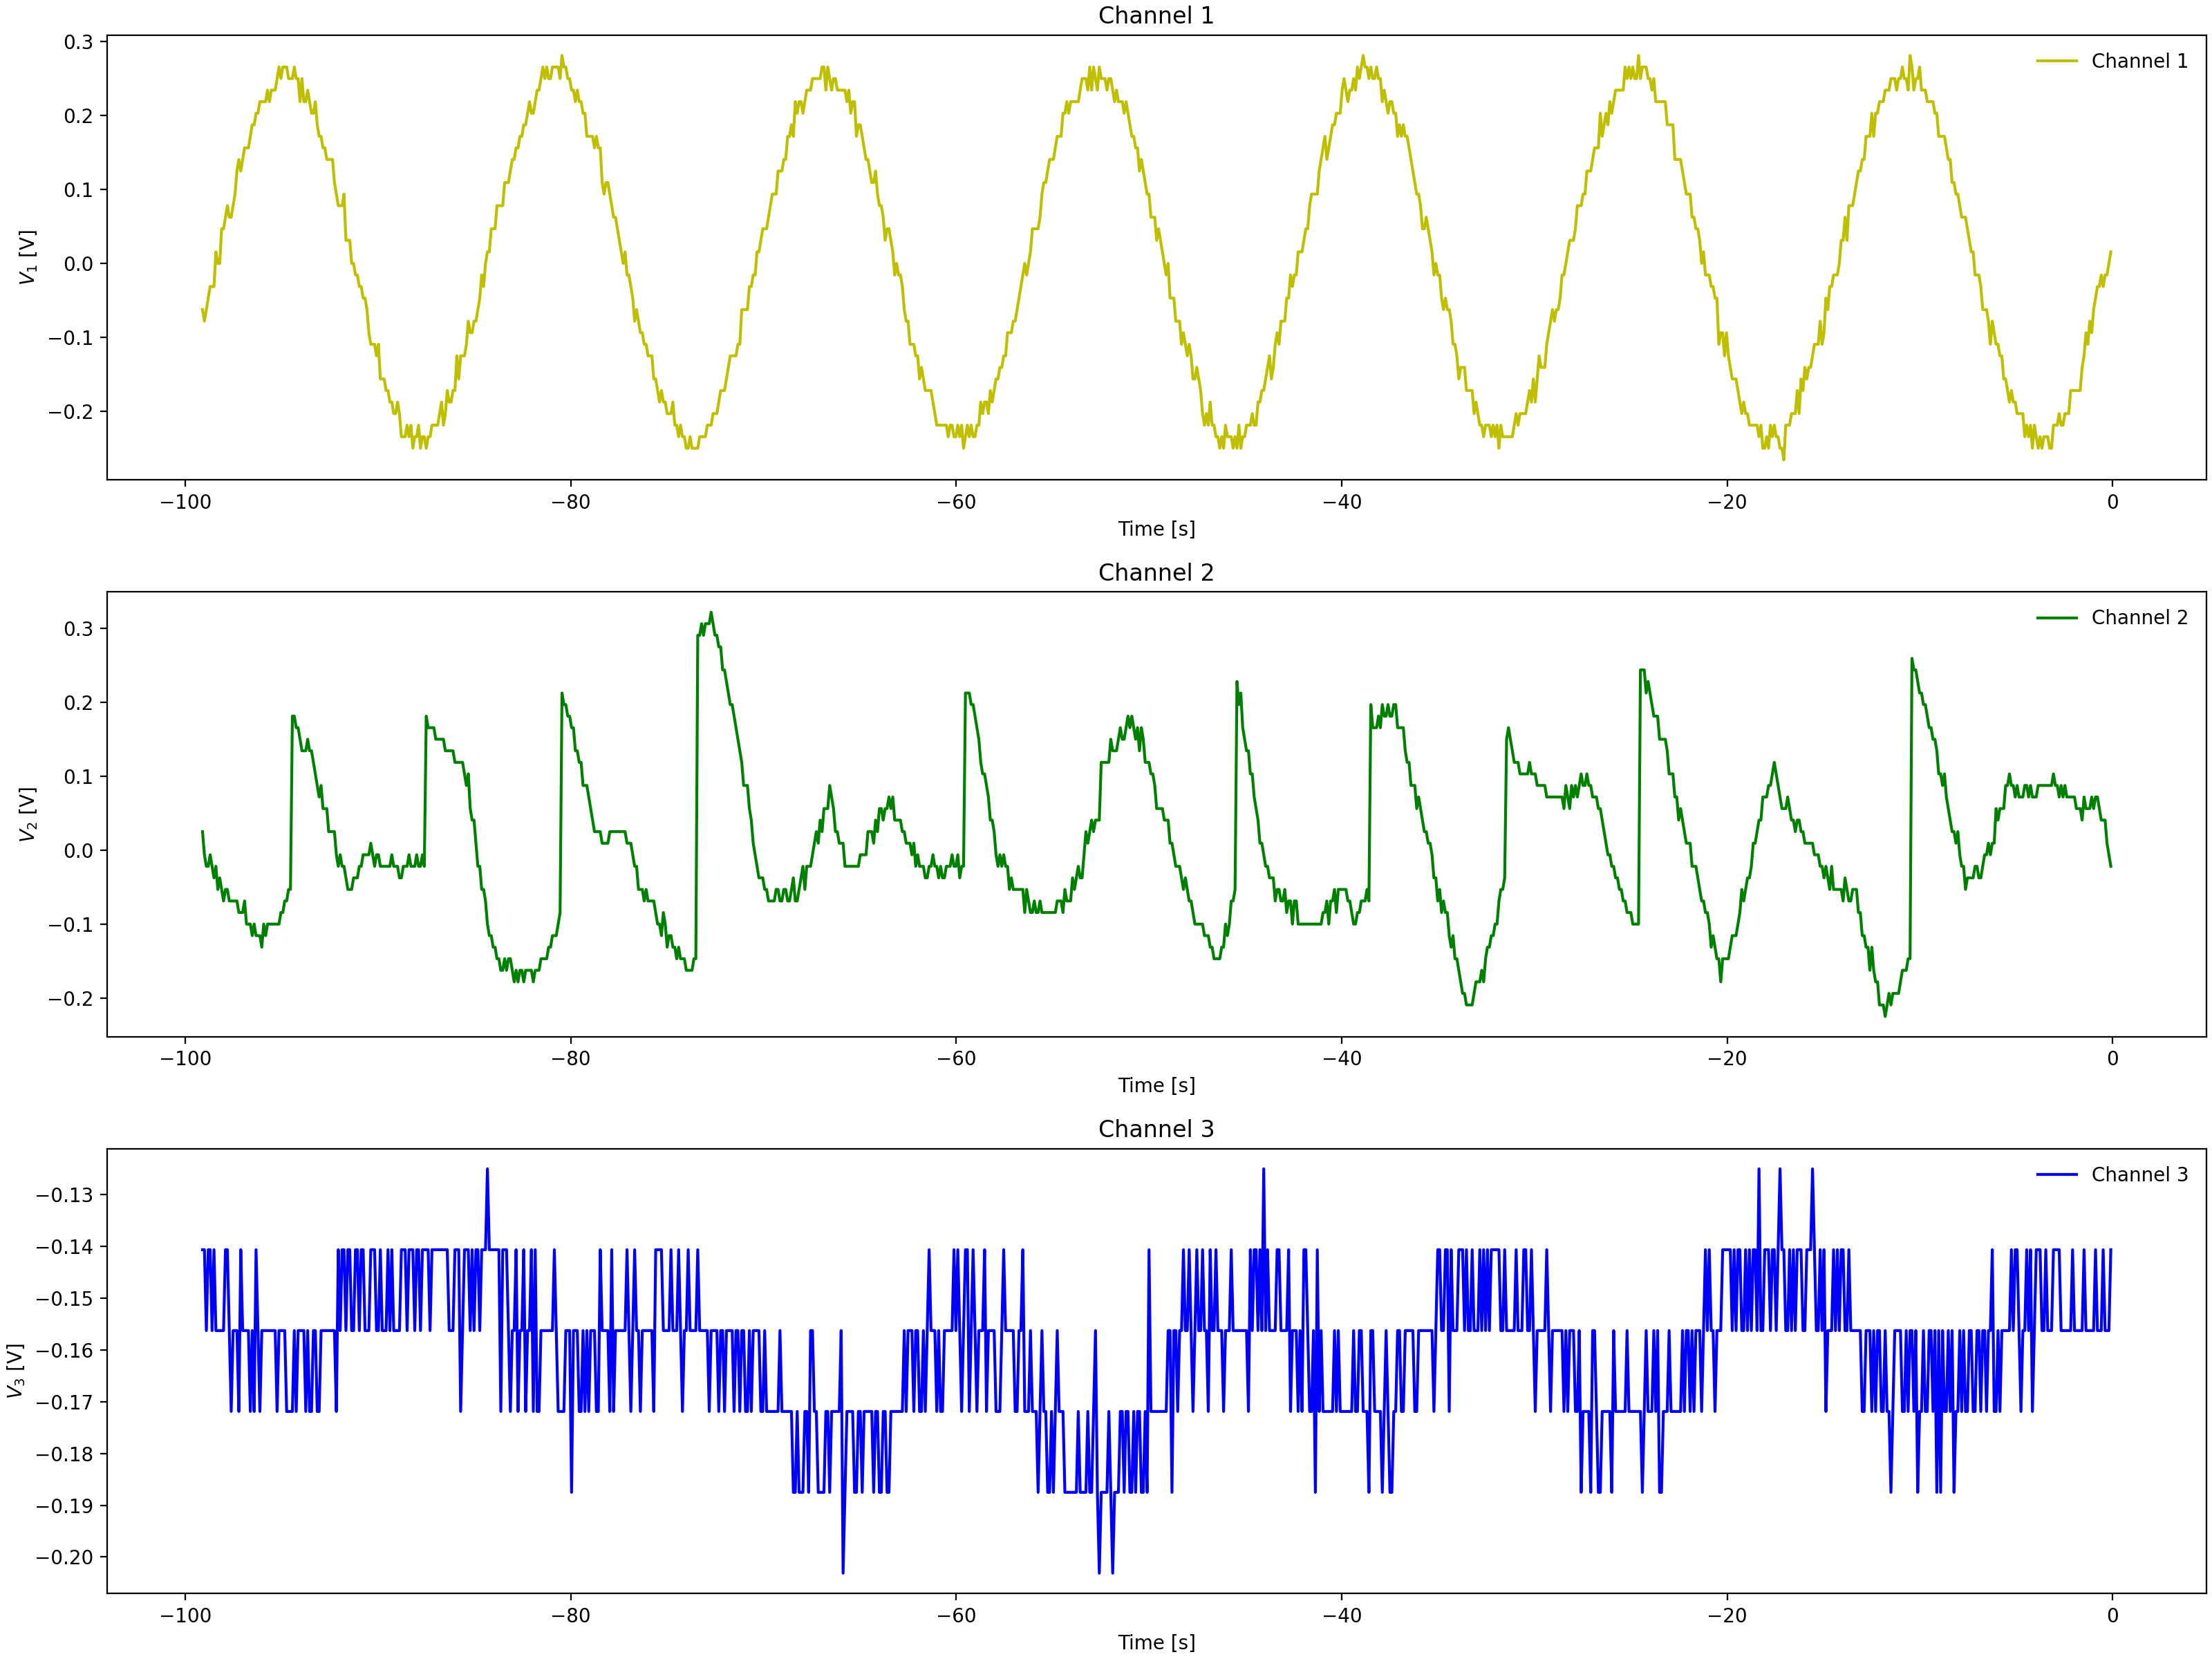 Channel 1
0.3
0.2
0.1
0.0
−0.1
−0.2
V₁ [V]
Channel 1
−100 −80 −60 −40 −20 0
Time [s]
Channel 2
0.3
0.2
0.1
0.0
−0.1
−0.2
V₂ [V]
Channel 2
−100 −80 −60 −40 −20 0
Time [s]
Channel 3
−0.13
−0.14
−0.15
−0.16
−0.17
−0.18
−0.19
−0.20
V₃ [V]
Channel 3
−100 −80 −60 −40 −20 0
Time [s]